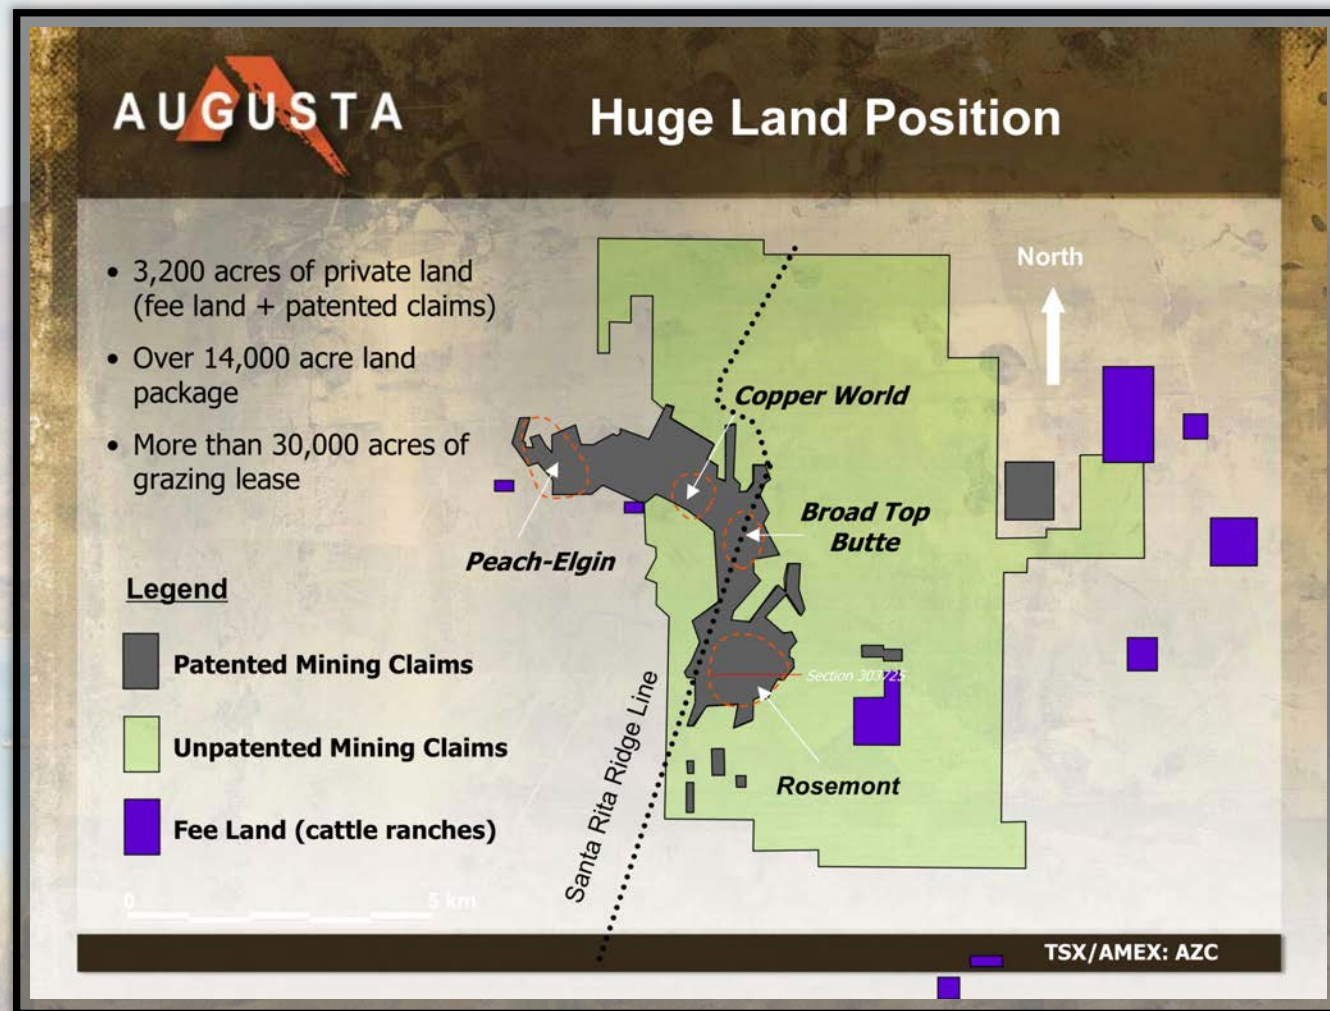 AUGUSTA
Huge Land Position
• 3,200 acres of private land
(fee land + patented claims)
• Over 14,000 acre land
package
• More than 30,000 acres of
grazing lease
North
Copper World
Broad Top
Butte
Peach-Elgin
Section 303725
Rosemont
Santa Rita Ridge Line
Legend
Patented Mining Claims
Unpatented Mining Claims
Fee Land (cattle ranches)
0 5 km
TSX/AMEX: AZC